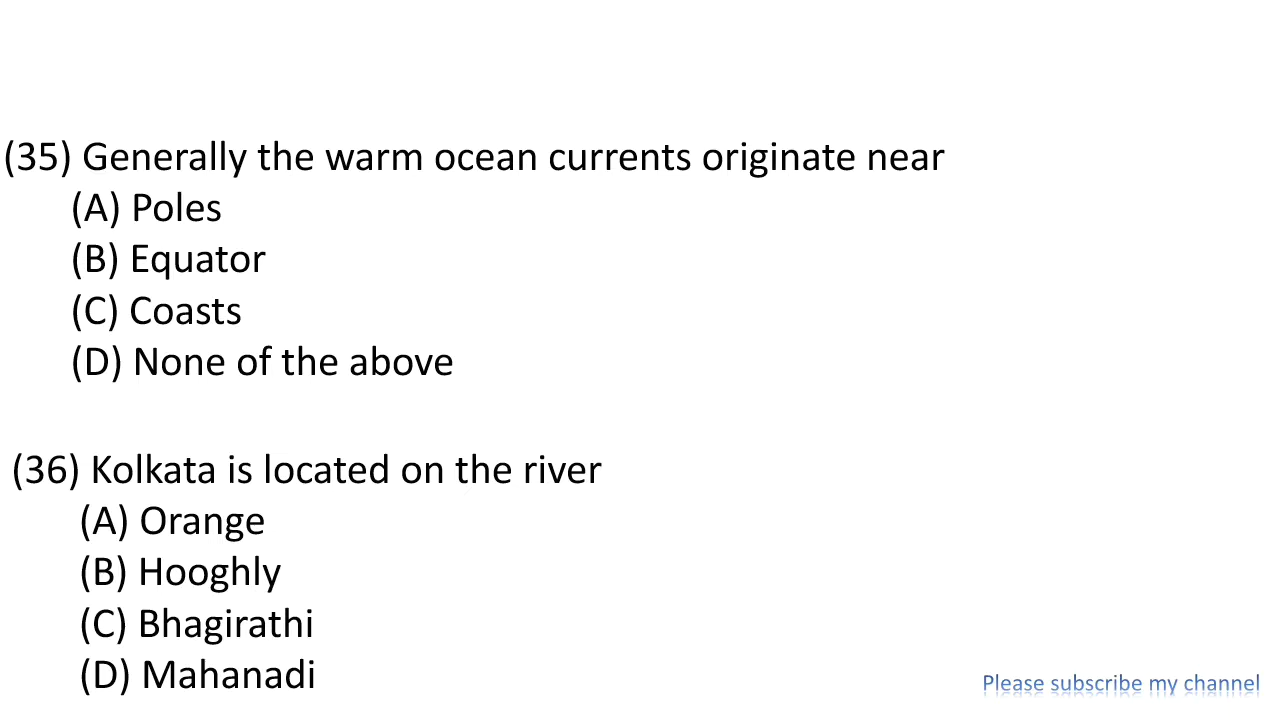 (35) Generally the warm ocean currents originate near
(A) Poles
(B) Equator
(C) Coasts
(D) None of the above
(36) Kolkata is located on the river
(A) Orange
(B) Hooghly
(C) Bhagirathi
(D) Mahanadi
Please subscribe my channel